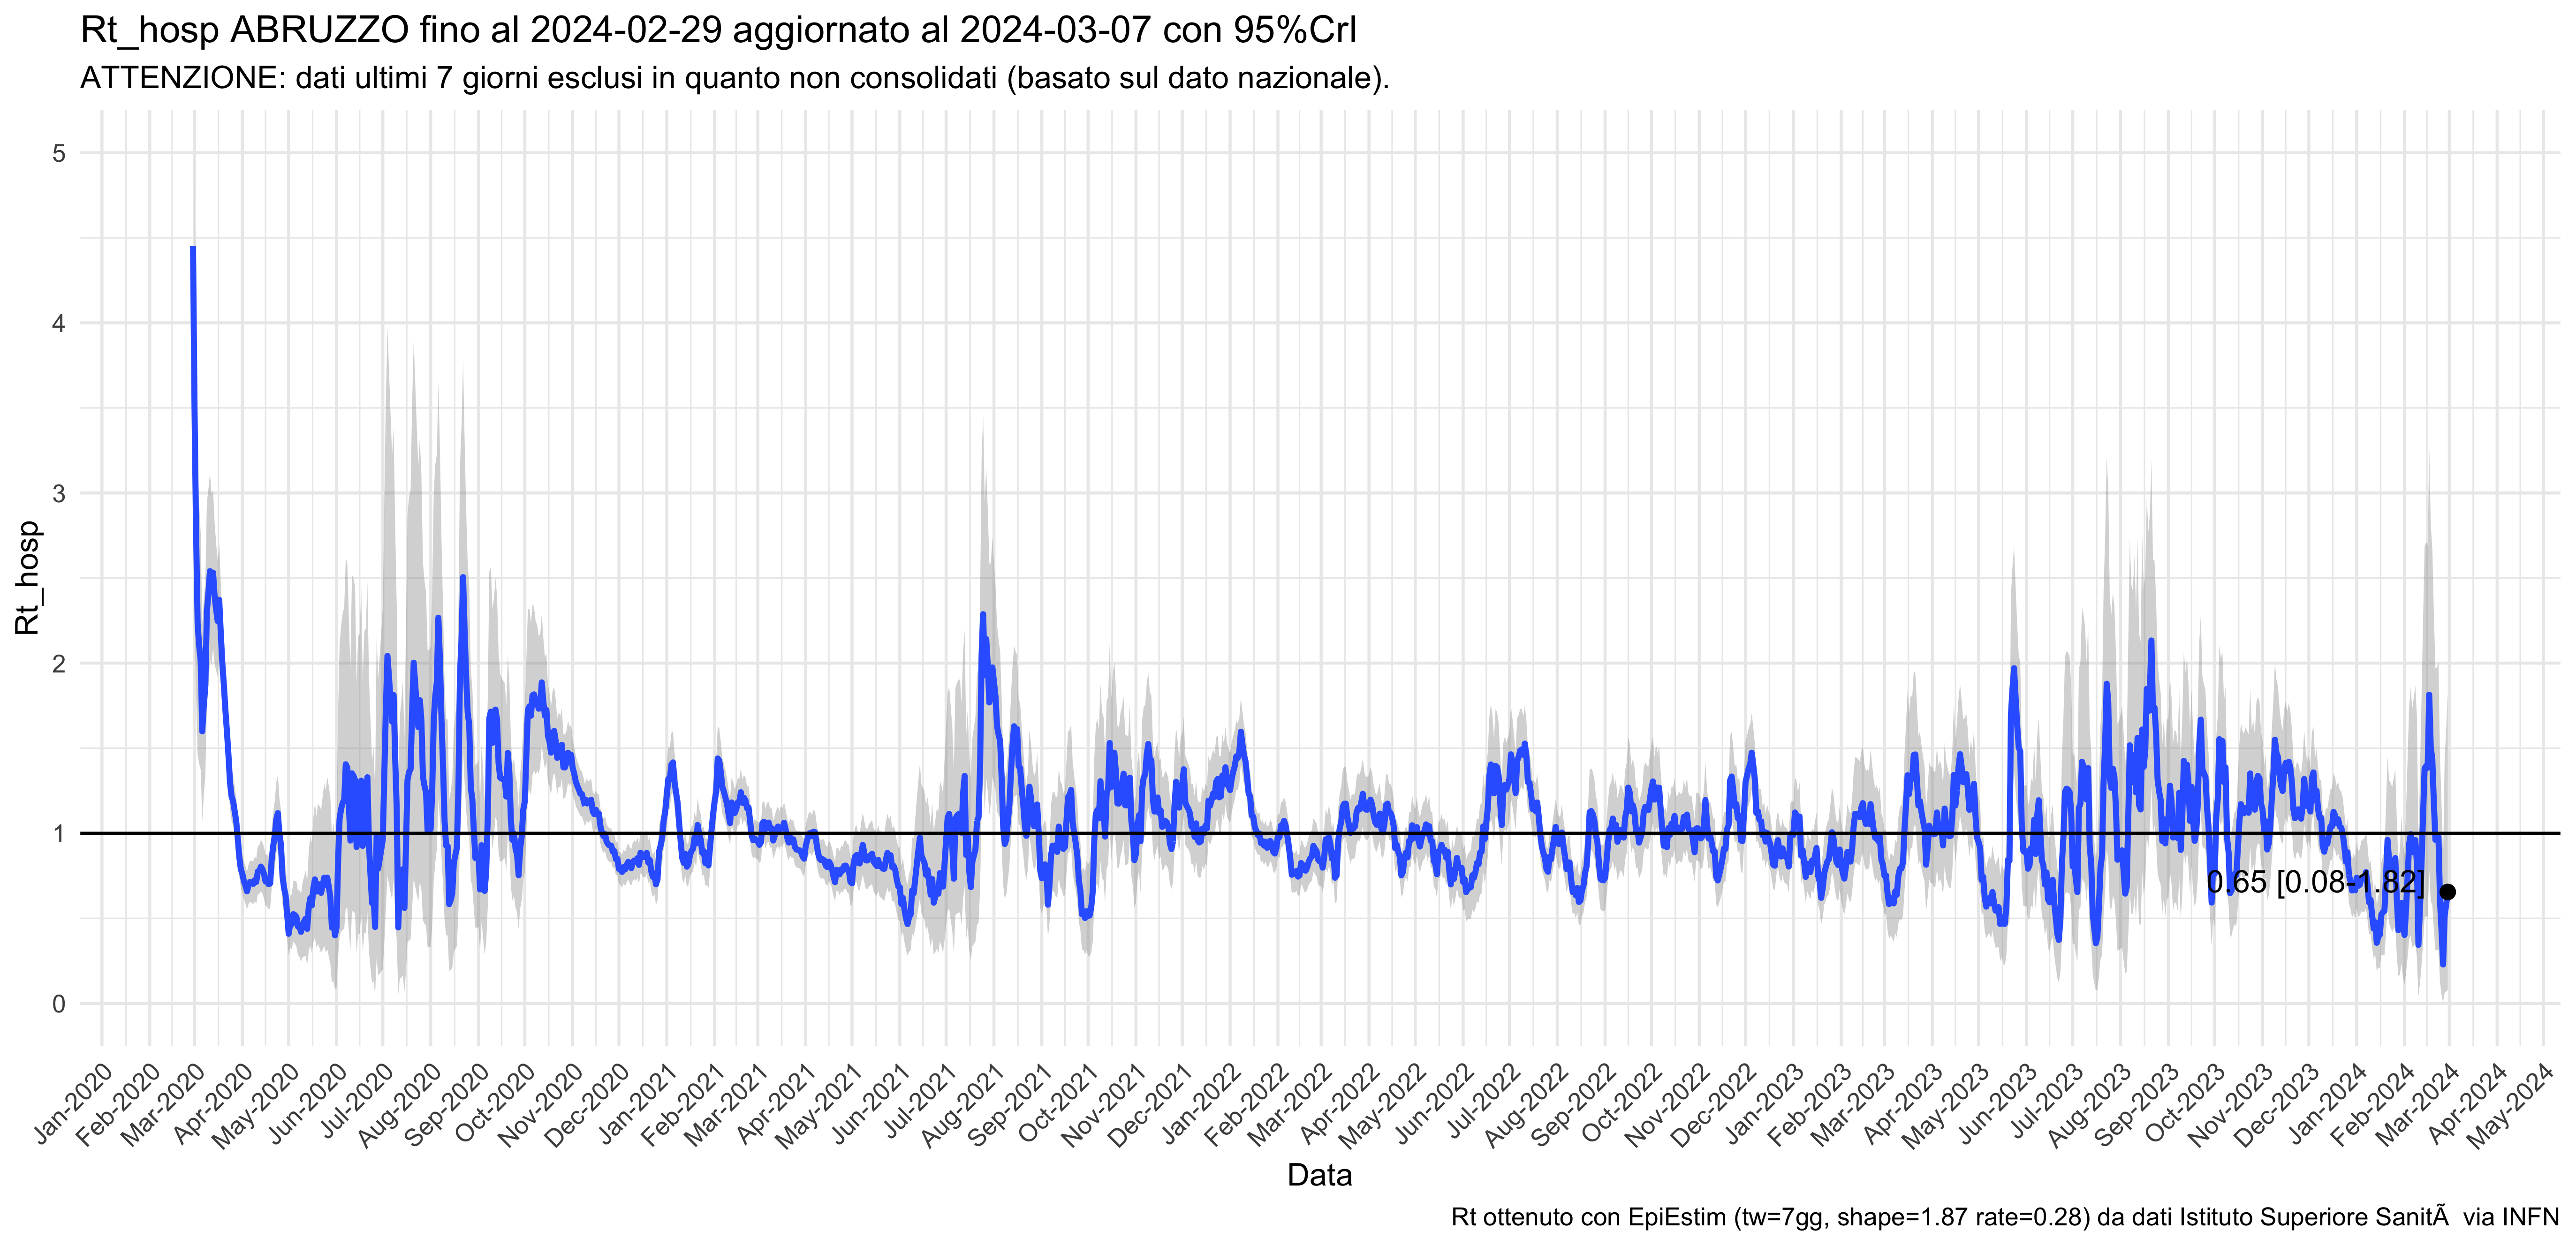 Rt_hosp ABRUZZO fino al 2024-02-29 aggiornato al 2024-03-07 con 95%CrI
ATTENZIONE: dati ultimi 7 giorni esclusi in quanto non consolidati (basato sul dato nazionale).
5
4
3
2
1
0
Rt_hosp
0.65 [0.08-1.82]
Jan-2020
Feb-2020
Mar-2020
Apr-2020
May-2020
Jun-2020
Jul-2020
Aug-2020
Sep-2020
Oct-2020
Nov-2020
Dec-2020
Jan-2021
Feb-2021
Mar-2021
Apr-2021
May-2021
Jun-2021
Jul-2021
Aug-2021
Sep-2021
Oct-2021
Nov-2021
Dec-2021
Jan-2022
Feb-2022
Mar-2022
Apr-2022
May-2022
Jun-2022
Jul-2022
Aug-2022
Sep-2022
Oct-2022
Nov-2022
Dec-2022
Jan-2023
Feb-2023
Mar-2023
Apr-2023
May-2023
Jun-2023
Jul-2023
Aug-2023
Sep-2023
Oct-2023
Nov-2023
Dec-2023
Jan-2024
Feb-2024
Mar-2024
Apr-2024
May-2024
Data
Rt ottenuto con EpiEstim (tw=7gg, shape=1.87 rate=0.28) da dati Istituto Superiore SanitÃ  via INFN